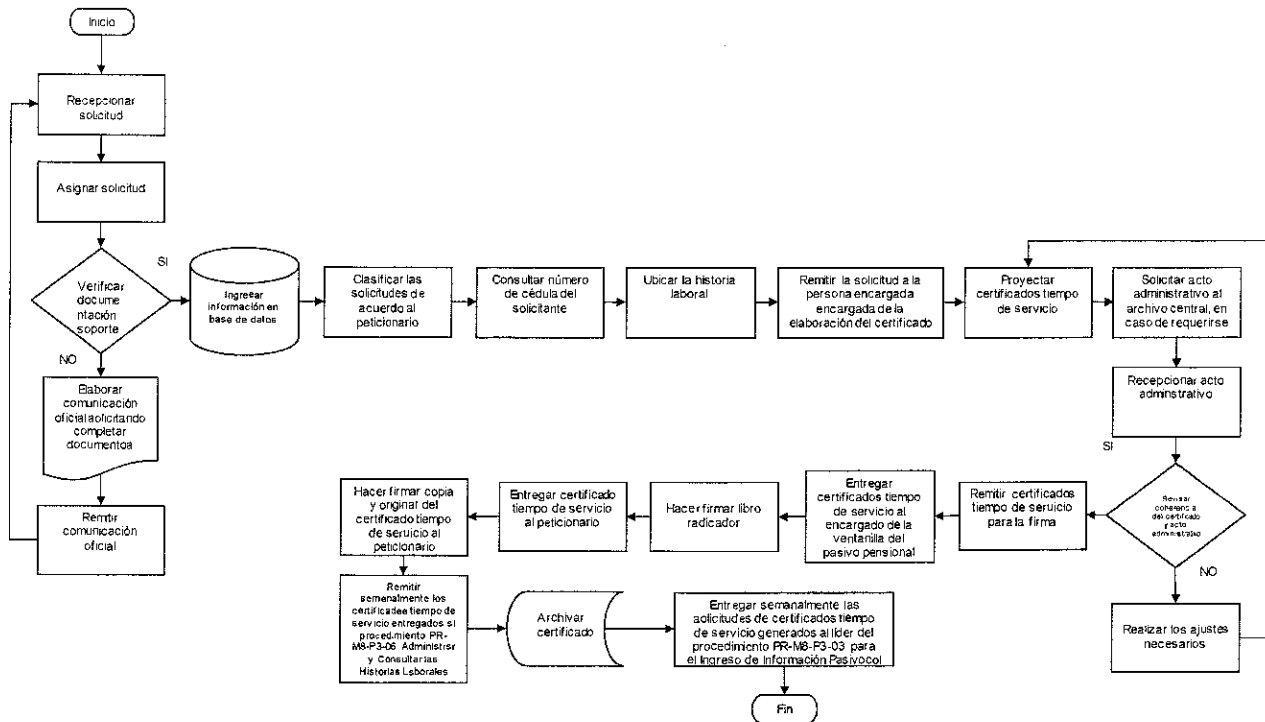 Inicio
Recepcionar
solicitud
Asignar solicitud
Verificar
docume
ntación
soporte
SI
NO
Elaborar
comunicación
oficial solicitando
completar
documentoa
Remitir
comunicación
oficial
Ingresar
información en
base de datos
Clasificar las
solicitudes de
acuerdo al
peticionario
Consultar número
de cédula del
solicitante
Ubicar la historia
laboral
Remitir la solicitud a la
persona encargada
encargada de la
elaboración del certificado
Proyectar
certificados tiempo
de servicio
Solicitar acto
administrativo al
archivo central, en
caso de requerirse
Recepcionar acto
adminstrativo
SI
Revisar
coherencia
del certificado
y acto
administrativo
NO
Realizar los ajustes
necesarios
Remitir certificados
tiempo de servicio
para la firma
Entregar
certificados tiempo
de servicio al
encargado de la
ventanilla del
pasivo pensional
Hacer firmar libro
radicador
Entregar certificado
tiempo de servicio
al peticionario
Hacer firmar copia
y original del
certificado tiempo
de servicio al
peticionario
Remitir
semanalmente los
certificados tiempo de
servicio entregados al
procedimiento PR-
M8-P3-06 Administrar
y Consultarlas
Historias Laborales
Archivar
certificado
Entregar semanalmente las
solicitudes de certificados tiempo
de servicio generados al líder del
procedimiento PR-M8-P3-03 para
el Ingreso de Información Pasivocol
Fin